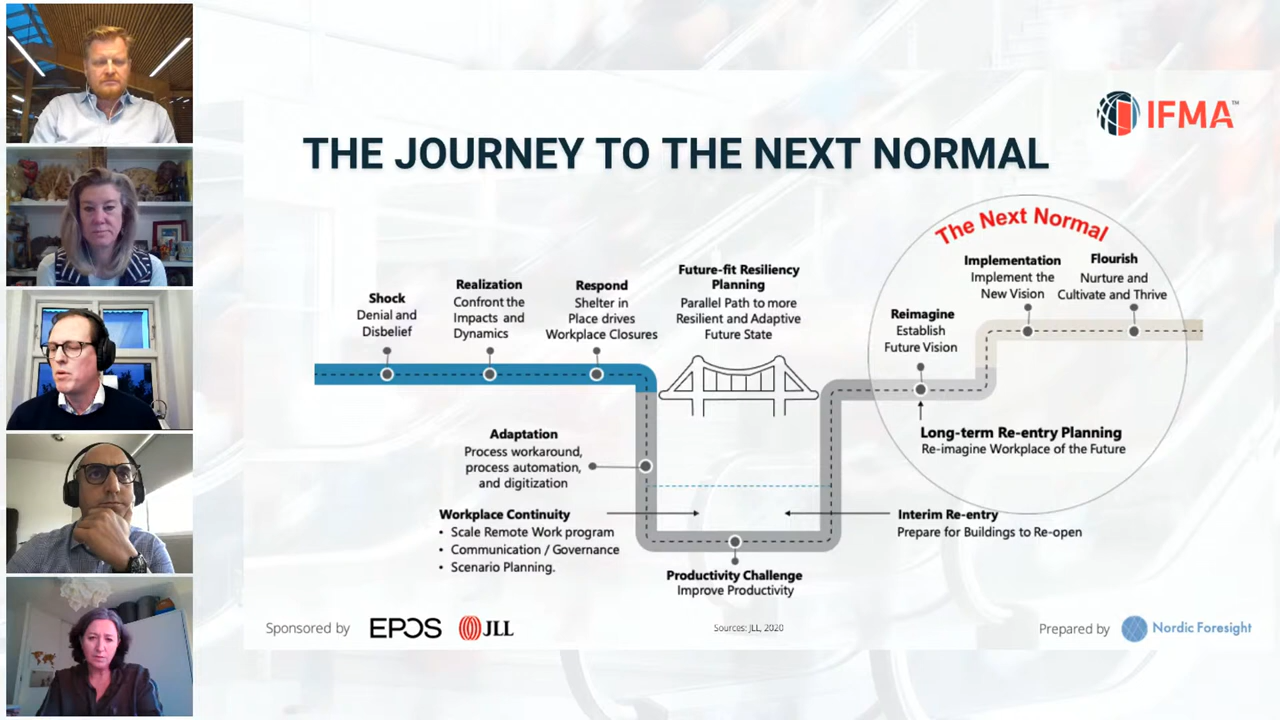 IFMA™
THE JOURNEY TO THE NEXT NORMAL
The Next Normal
Shock
Denial and
Disbelief
Realization
Confront the
Impacts and
Dynamics
Respond
Shelter in
Place drives
Workplace Closures
Future-fit Resiliency
Planning
Parallel Path to more
Resilient and Adaptive
Future State
Reimagine
Establish
Future Vision
Implementation
Implement the
New Vision
Flourish
Nurture and
Cultivate and Thrive
Adaptation
Process workaround,
process automation,
and digitization
Long-term Re-entry Planning
Re-imagine Workplace of the Future
Workplace Continuity
• Scale Remote Work program
• Communication / Governance
• Scenario Planning.
Interim Re-entry
Prepare for Buildings to Re-open
Productivity Challenge
Improve Productivity
Sponsored by EPOS JLL
Sources: JLL, 2020
Prepared by Nordic Foresight